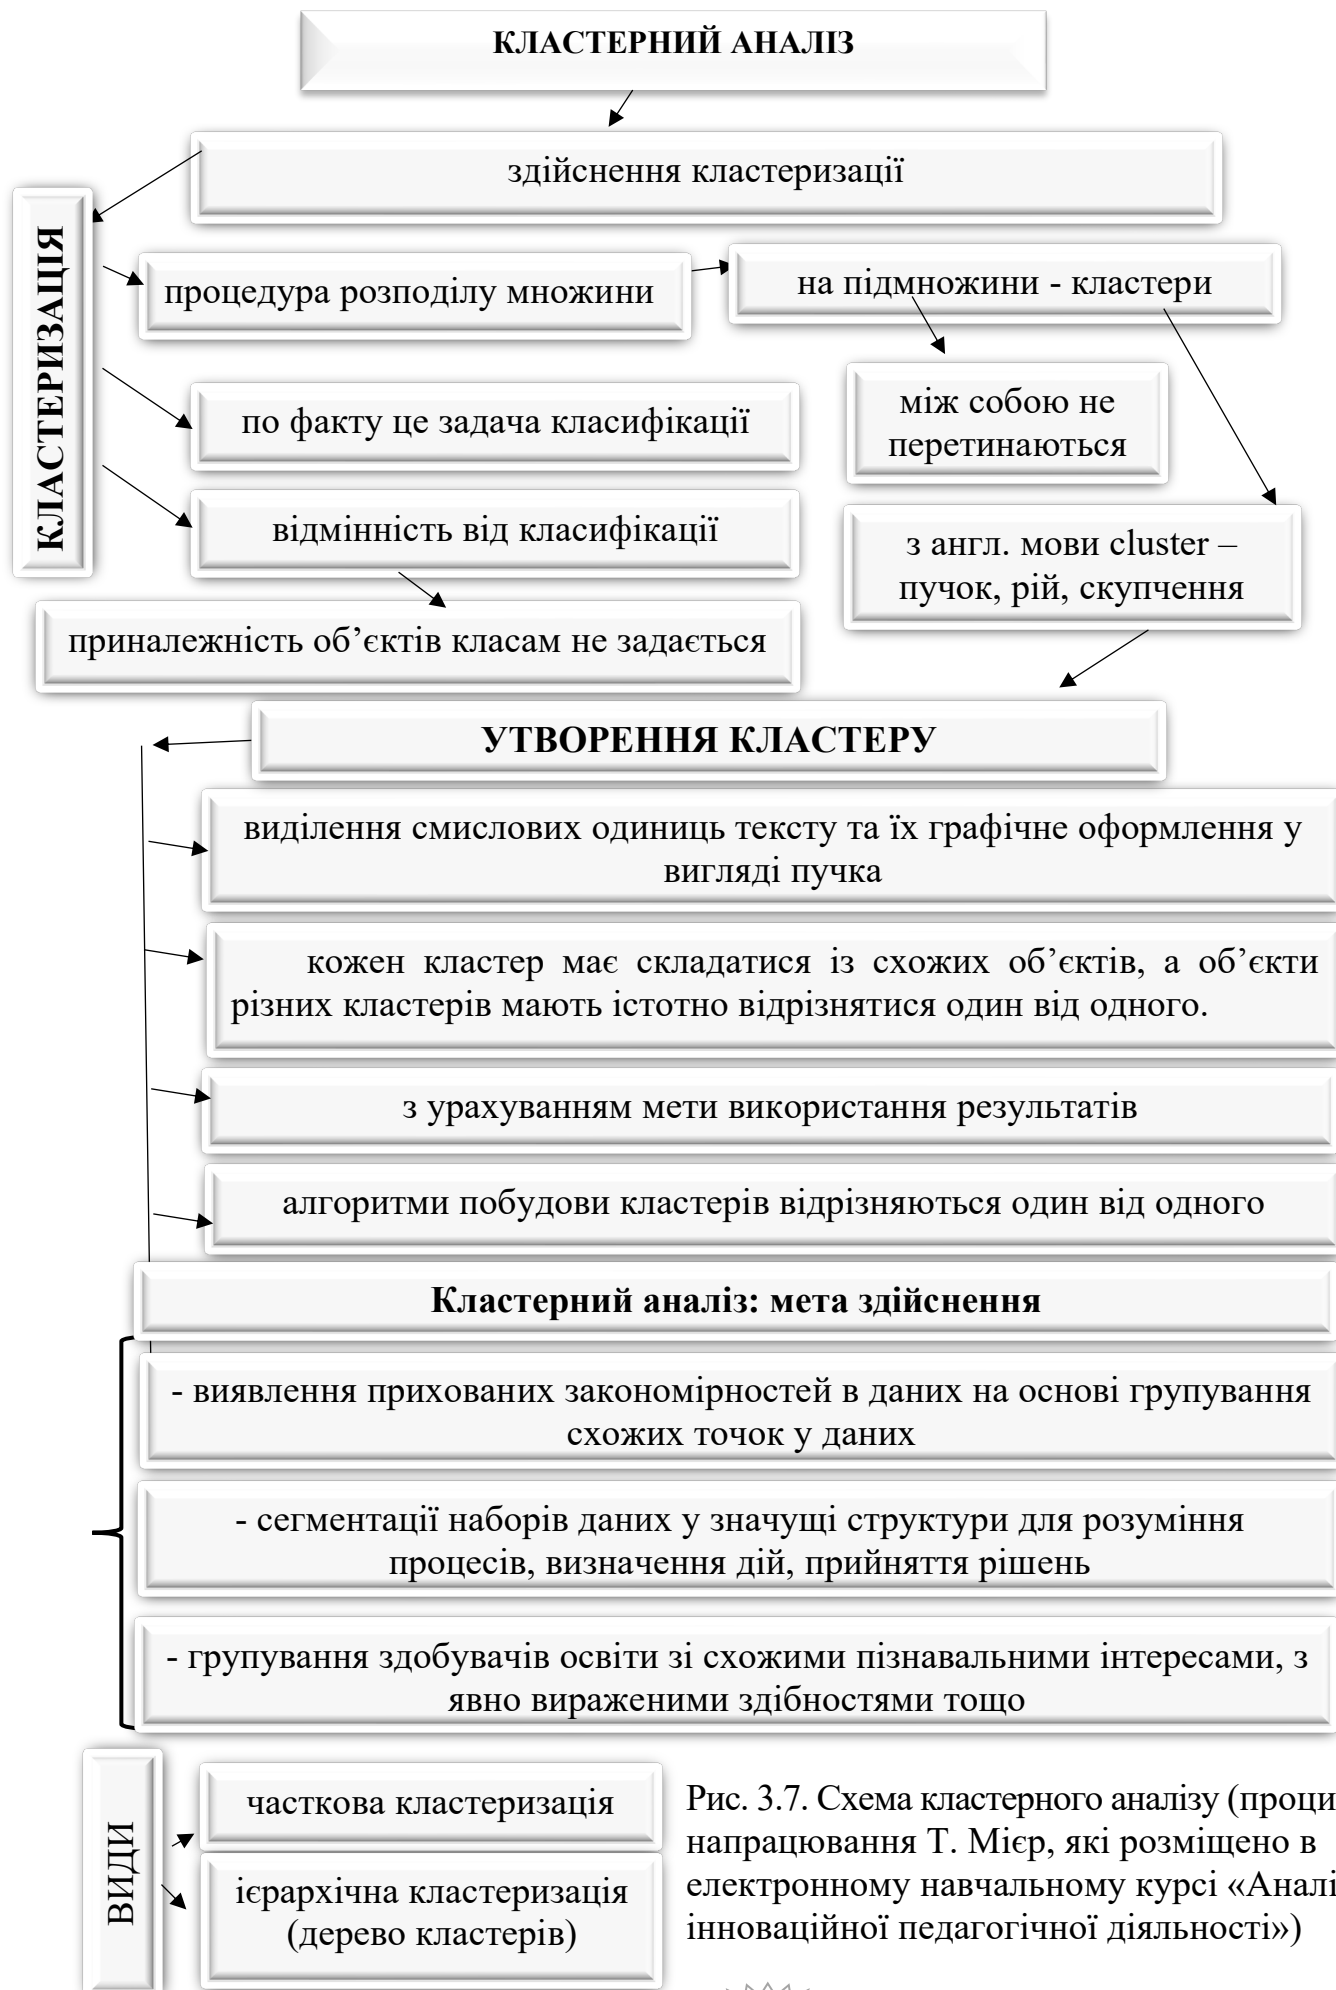 КЛАСТЕРНИЙ АНАЛІЗ
здійснення кластеризації
КЛАСТЕРИЗАЦІЯ
процедура розподілу множини
на підмножини - кластери
по факту це задача класифікації
між собою не
перетинаються
відмінність від класифікації
з англ. мови cluster –
пучок, рій, скупчення
приналежність об’єктів класам не задається
УТВОРЕННЯ КЛАСТЕРУ
виділення смислових одиниць тексту та їх графічне оформлення у
вигляді пучка
кожен кластер має складатися із схожих об’єктів, а об’єкти
різних кластерів мають істотно відрізнятися один від одного.
з урахуванням мети використання результатів
алгоритми побудови кластерів відрізняються один від одного
Кластерний аналіз: мета здійснення
- виявлення прихованих закономірностей в даних на основі групування
схожих точок у даних
- сегментації наборів даних у значущі структури для розуміння
процесів, визначення дій, прийняття рішень
- групування здобувачів освіти зі схожими пізнавальними інтересами, з
явно вираженими здібностями тощо
ВИДИ
часткова кластеризація
ієрархічна кластеризація
(дерево кластерів)
Рис. 3.7. Схема кластерного аналізу
напрацювання Т. Мієр, які розміщено в
електронному навчальному курсі
інноваційної педагогічної діяльності»)